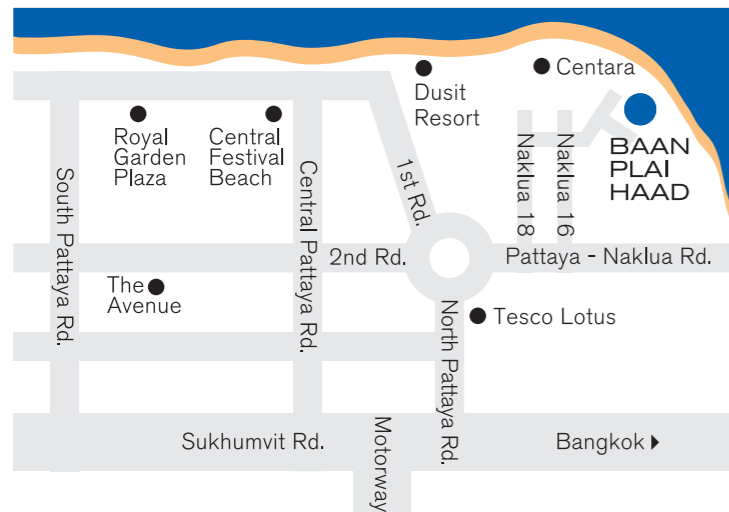 Centara
Dusit
Resort
Royal
Garden
Plaza
Central
Festival
Beach
BAAN
PLAI
HAAD
South Pattaya Rd.
Central Pattaya Rd.
1st Rd.
Naklua 18
Naklua 16
2nd Rd.
Pattaya - Naklua Rd.
The
Avenue
Tesco Lotus
North Pattaya Rd.
Sukhumvit Rd.
Motorway
Bangkok